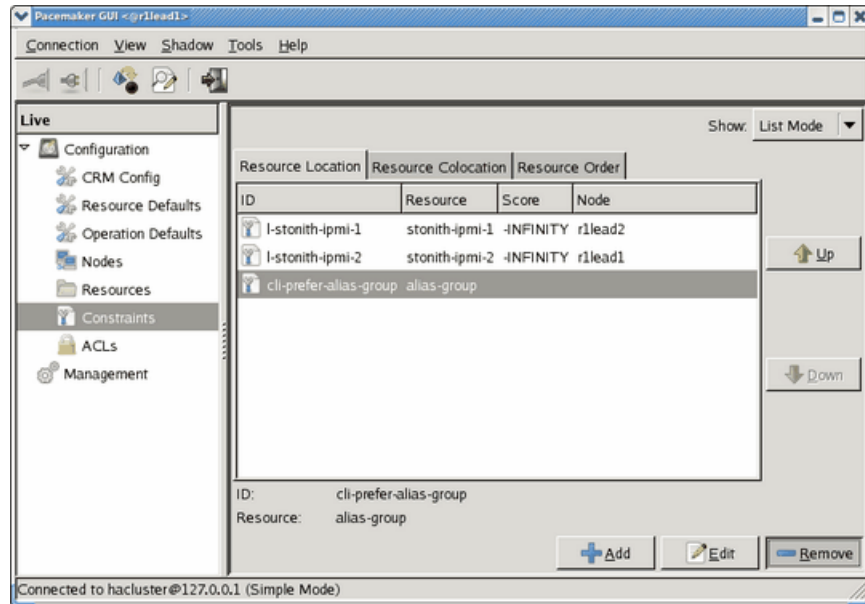 Pacemaker GUI <@r1lead1>
Connection View Shadow Tools Help
Live
Configuration
CRM Config
Resource Defaults
Operation Defaults
Nodes
Resources
Constraints
ACLs
Management
Show: List Mode
Resource Location Resource Colocation Resource Order
ID Resource Score Node
l-stonith-ipmi-1 stonith-ipmi-1 -INFINITY r1lead2
l-stonith-ipmi-2 stonith-ipmi-2 -INFINITY r1lead1
cli-prefer-alias-group alias-group
Up
Down
ID: cli-prefer-alias-group
Resource: alias-group
Add Edit Remove
Connected to hacluster@127.0.0.1 (Simple Mode)